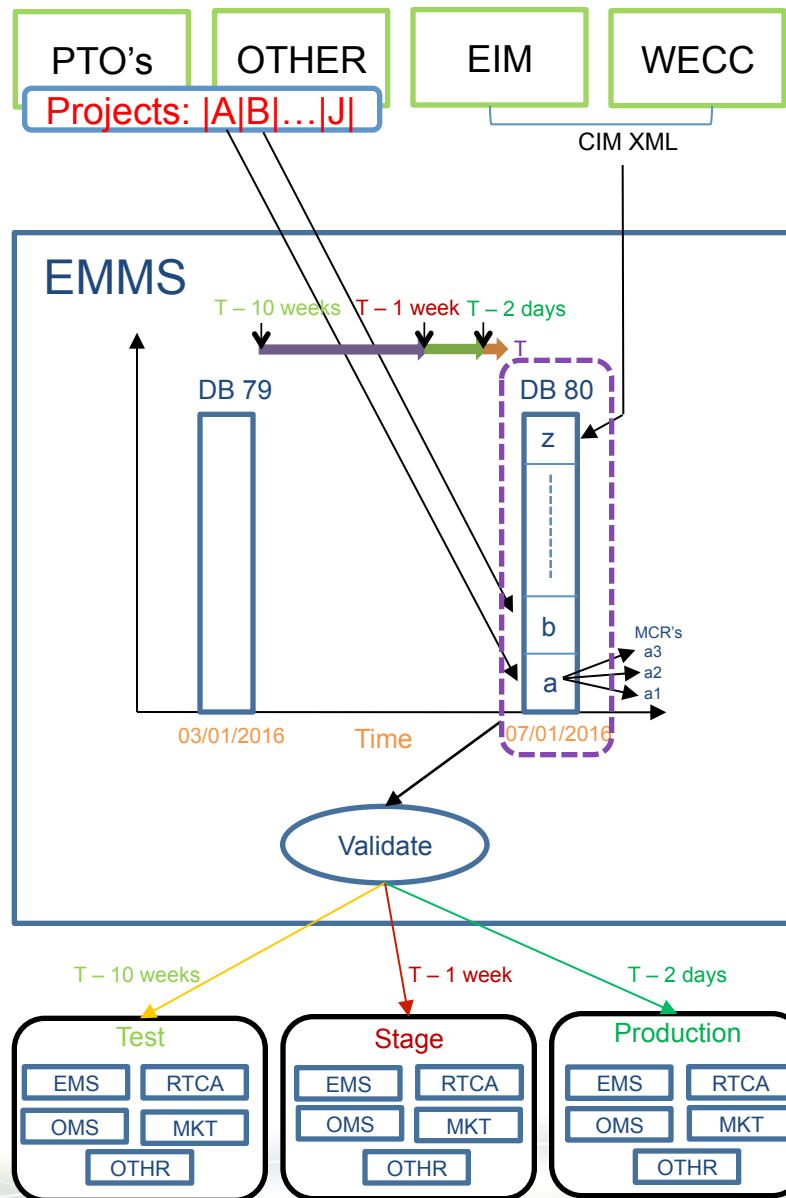 PTO's
OTHER
EIM
WECC
Projects: |A|B|...|J|
CIM XML
EMMS
T – 10 weeks
T – 1 week
T – 2 days
T
DB 79
DB 80
z
b
a
MCR's
a3
a2
a1
03/01/2016
Time
07/01/2016
Validate
T – 10 weeks
T – 1 week
T – 2 days
Test
EMS
RTCA
OMS
MKT
OTHR
Stage
EMS
RTCA
OMS
MKT
OTHR
Production
EMS
RTCA
OMS
MKT
OTHR